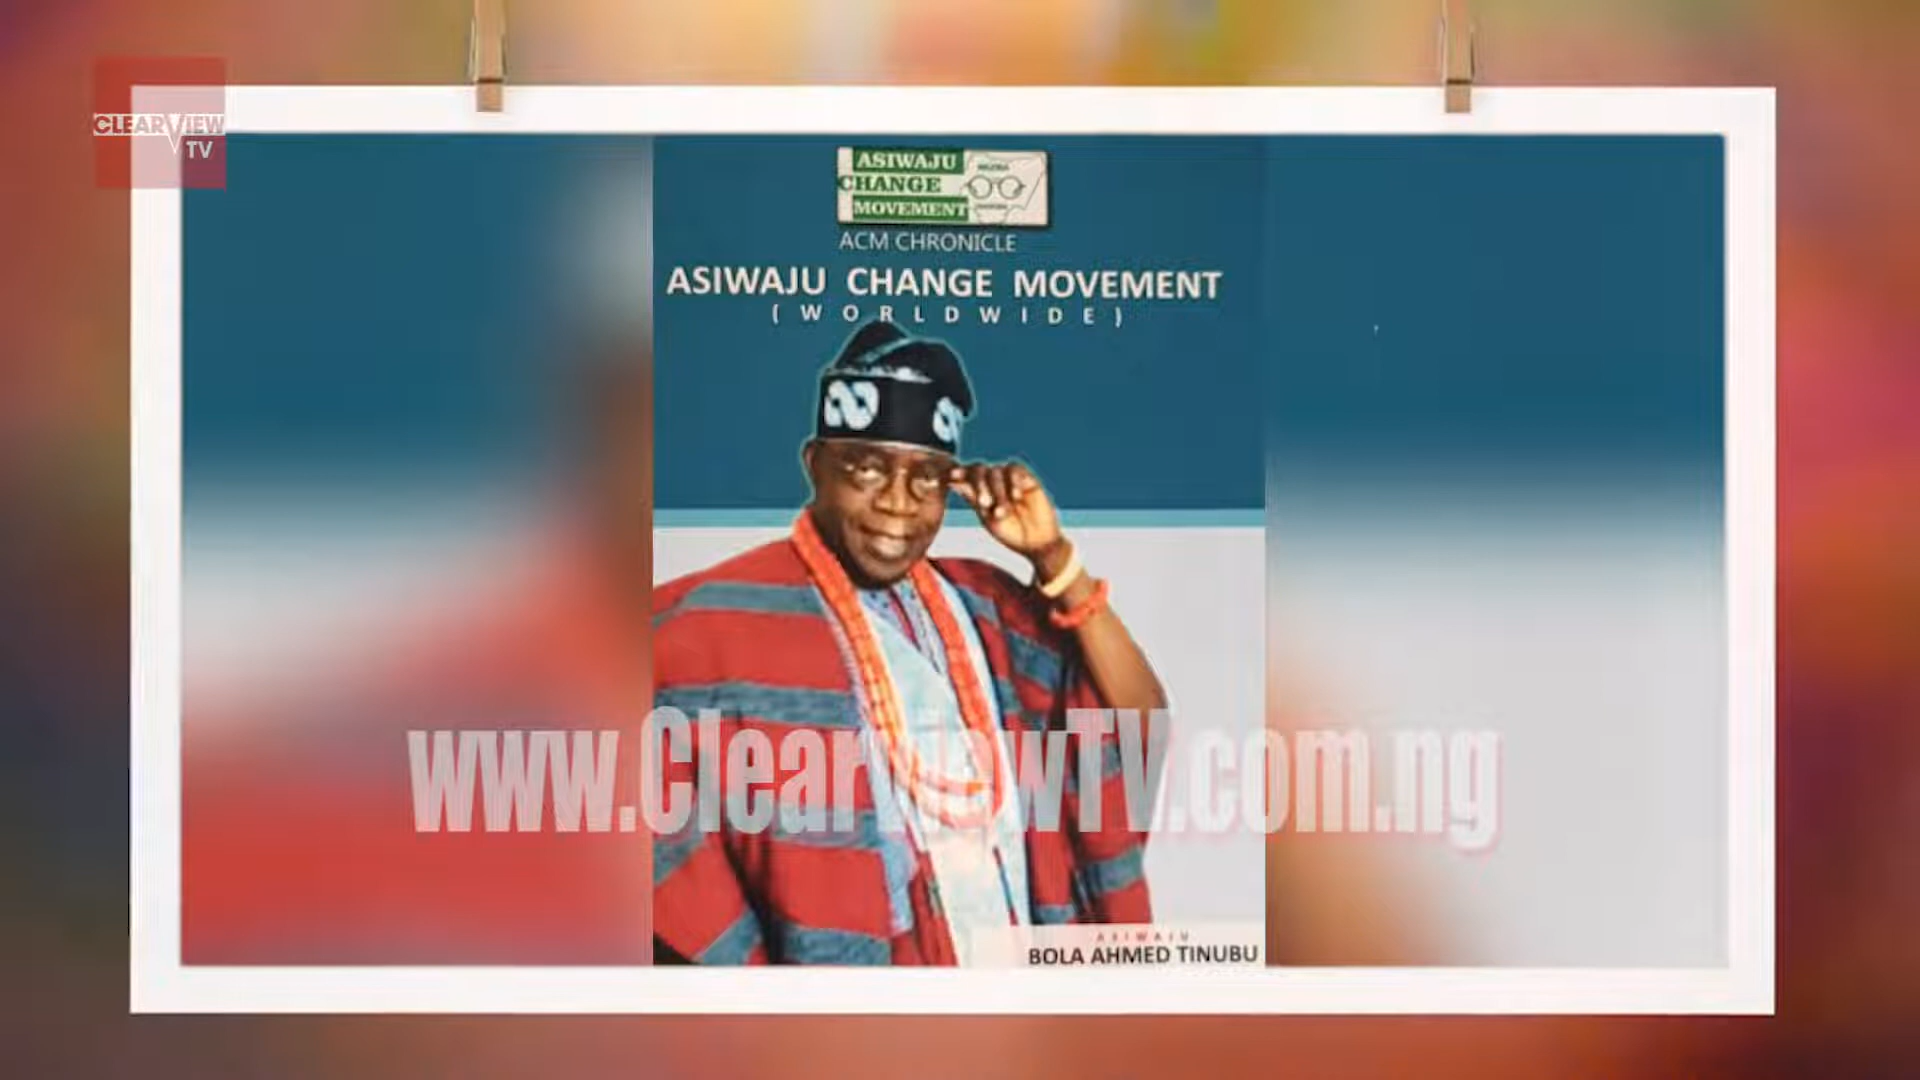 CLEARVIEW
TV
ASIWAJU
CHANGE
MOVEMENT
ACM CHRONICLE
ASIWAJU CHANGE MOVEMENT
(WORLDWIDE)
www.ClearviewTV.com.ng
ASIWAJU
BOLA AHMED TINUBU